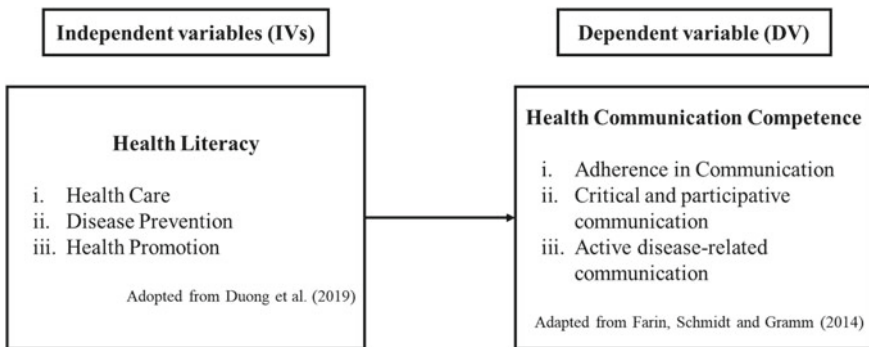 Independent variables (IVs)
Dependent variable (DV)
Health Literacy
i. Health Care
ii. Disease Prevention
iii. Health Promotion
Adopted from Duong et al. (2019)
Health Communication Competence
i. Adherence in Communication
ii. Critical and participative
communication
iii. Active disease-related
communication
Adapted from Farin, Schmidt and Gramm (2014)